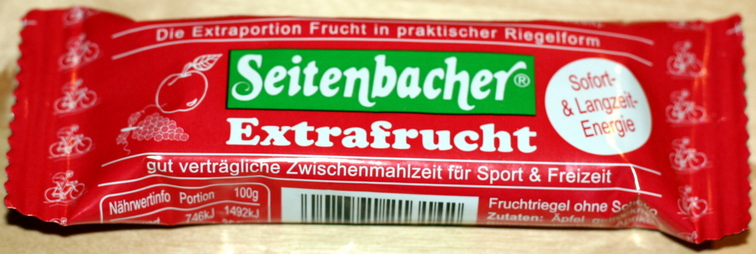 Die Extraportion Frucht in praktischer Riegelform
Seitenbacher®
Sofort-
& Langzeit-
Energie
Extrafrucht
gut verträgliche Zwischenmahlzeit für Sport & Freizeit
Nährwertinfo Portion 100g
746kJ 1492kJ
Fruchtriegel ohne
Zutaten: Äpfel